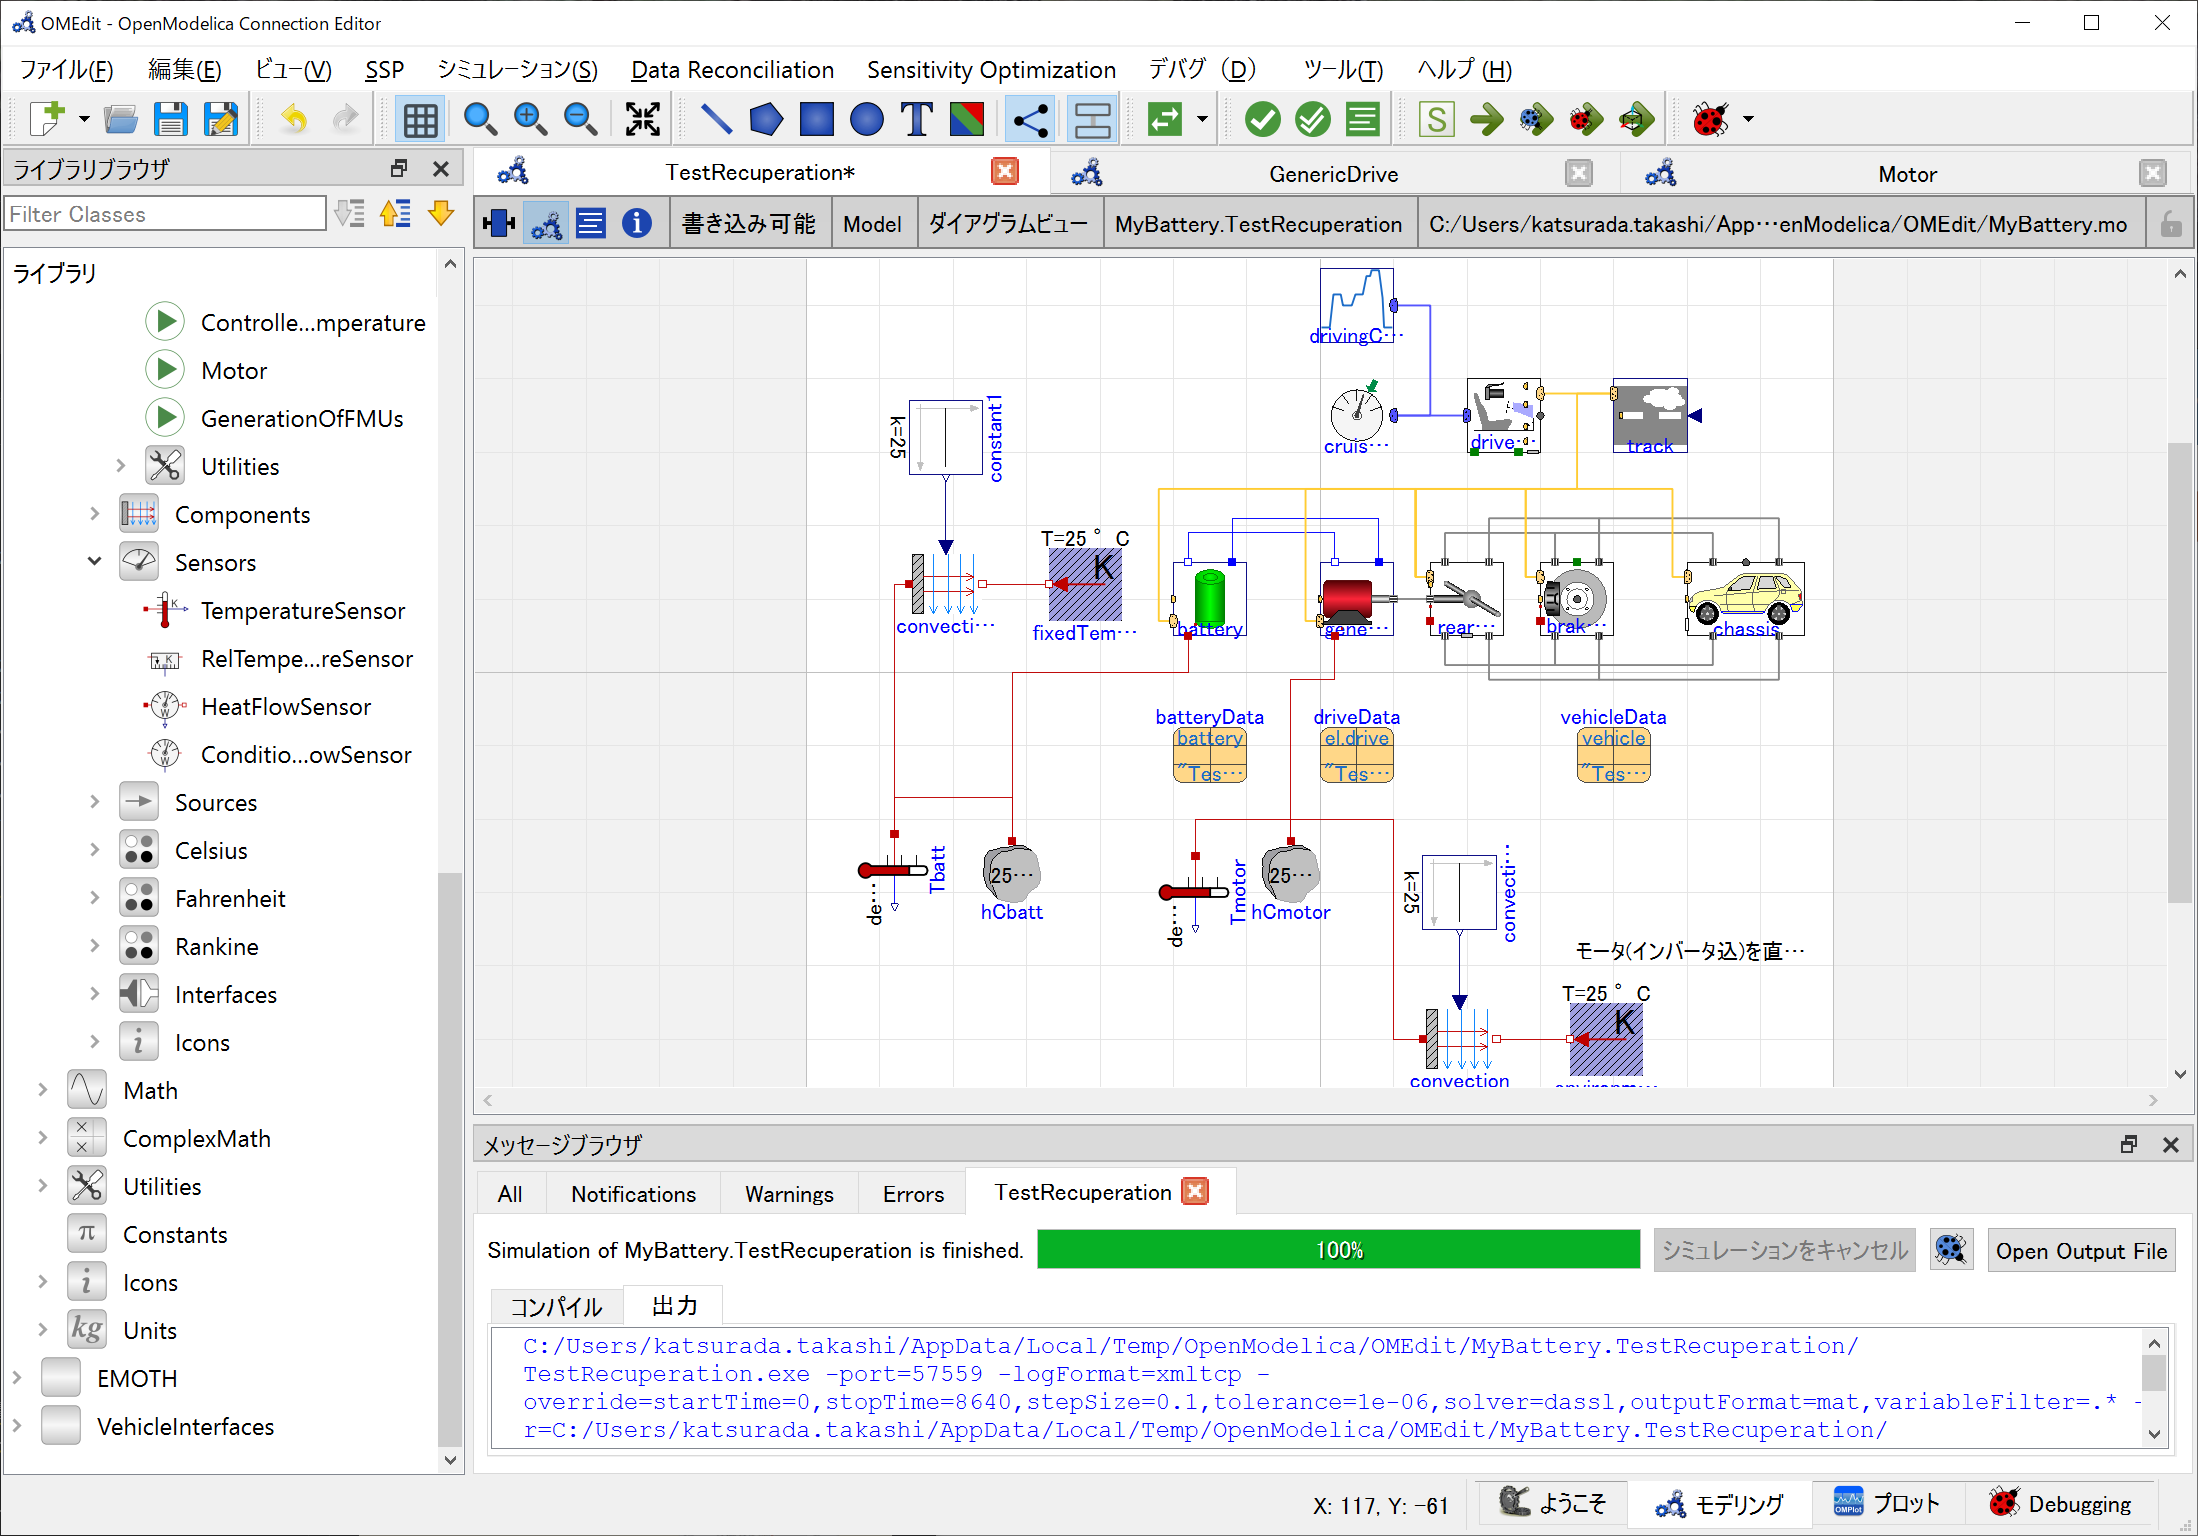 OMEdit - OpenModelica Connection Editor
ファイル(F) 編集(E) ビュー(V) SSP シミュレーション(S) Data Reconciliation Sensitivity Optimization デバグ (D) ツール(T) ヘルプ (H)
ライブラリブラウザ
Filter Classes
ライブラリ
Controlle...mperature
Motor
GenerationOfFMUs
Utilities
Components
Sensors
TemperatureSensor
RelTempe...reSensor
HeatFlowSensor
Conditio...owSensor
Sources
Celsius
Fahrenheit
Rankine
Interfaces
Icons
Math
ComplexMath
Utilities
Constants
Icons
Units
EMOTH
VehicleInterfaces
TestRecuperation* GenericDrive Motor
書き込み可能 Model ダイアグラムビュー MyBattery.TestRecuperation C:/Users/katsurada.takashi/App…enModelica/OMEdit/MyBattery.mo
drivingC…
cruis…
drive…
track
k=25
constant1
T=25 °C
K
convecti…
fixedTem…
battery
gene…
rear…
brak…
chassis
batteryData driveData vehicleData
battery el.drive vehicle
"Tes… "Tes… "Tes…
Tbatt
de…
25…
hCbatt
Tmotor
de…
25…
hCmotor
k=25
convecti…
モータ(インバータ込)を直…
T=25 °C
K
convection
environm…
メッセージブラウザ
All Notifications Warnings Errors TestRecuperation
Simulation of MyBattery.TestRecuperation is finished. 100% シミュレーションをキャンセル Open Output File
コンパイル 出力
C:/Users/katsurada.takashi/AppData/Local/Temp/OpenModelica/OMEdit/MyBattery.TestRecuperation/
TestRecuperation.exe -port=57559 -logFormat=xmltcp -
override=startTime=0,stopTime=8640,stepSize=0.1,tolerance=1e-06,solver=dassl,outputFormat=mat,variableFilter=.* -
r=C:/Users/katsurada.takashi/AppData/Local/Temp/OpenModelica/OMEdit/MyBattery.TestRecuperation/
X: 117, Y: -61 ようこそ モデリング プロット Debugging